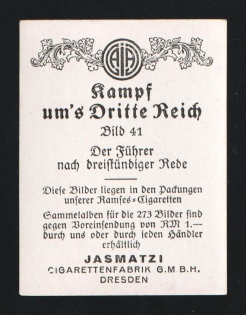 AJA
Kampf
um's Dritte Reich
Bild 41
Der Führer
nach dreistündiger Rede
Diese Bilder liegen in den Packungen
unserer Ramses=Cigaretten
Sammelalben für die 273 Bilder sind
gegen Voreinsendung von RM 1.—
durch uns oder durch jeden Händler
erhältlich
JASMATZI
CIGARETTENFABRIK G.M.B.H.
DRESDEN